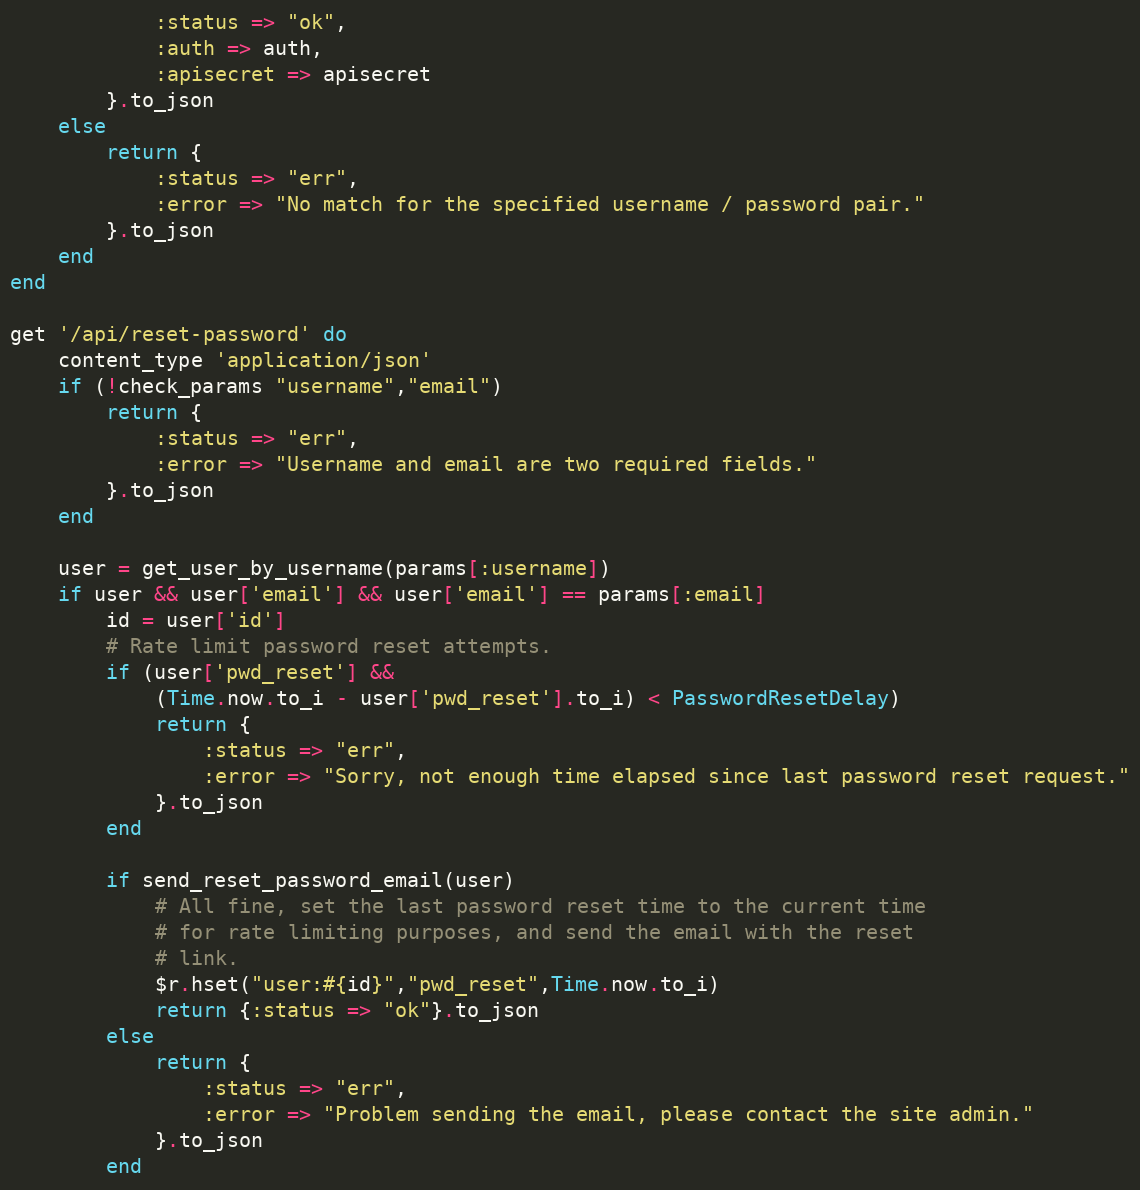 :status => "ok",
            :auth => auth,
            :apisecret => apisecret
        }.to_json
    else
        return {
            :status => "err",
            :error => "No match for the specified username / password pair."
        }.to_json
    end
end

get '/api/reset-password' do
    content_type 'application/json'
    if (!check_params "username","email")
        return {
            :status => "err",
            :error => "Username and email are two required fields."
        }.to_json
    end

    user = get_user_by_username(params[:username])
    if user && user['email'] && user['email'] == params[:email]
        id = user['id']
        # Rate limit password reset attempts.
        if (user['pwd_reset'] &&
            (Time.now.to_i - user['pwd_reset'].to_i) < PasswordResetDelay)
            return {
                :status => "err",
                :error => "Sorry, not enough time elapsed since last password reset request."
            }.to_json
        end

        if send_reset_password_email(user)
            # All fine, set the last password reset time to the current time
            # for rate limiting purposes, and send the email with the reset
            # link.
            $r.hset("user:#{id}","pwd_reset",Time.now.to_i)
            return {:status => "ok"}.to_json
        else
            return {
                :status => "err",
                :error => "Problem sending the email, please contact the site admin."
            }.to_json
        end